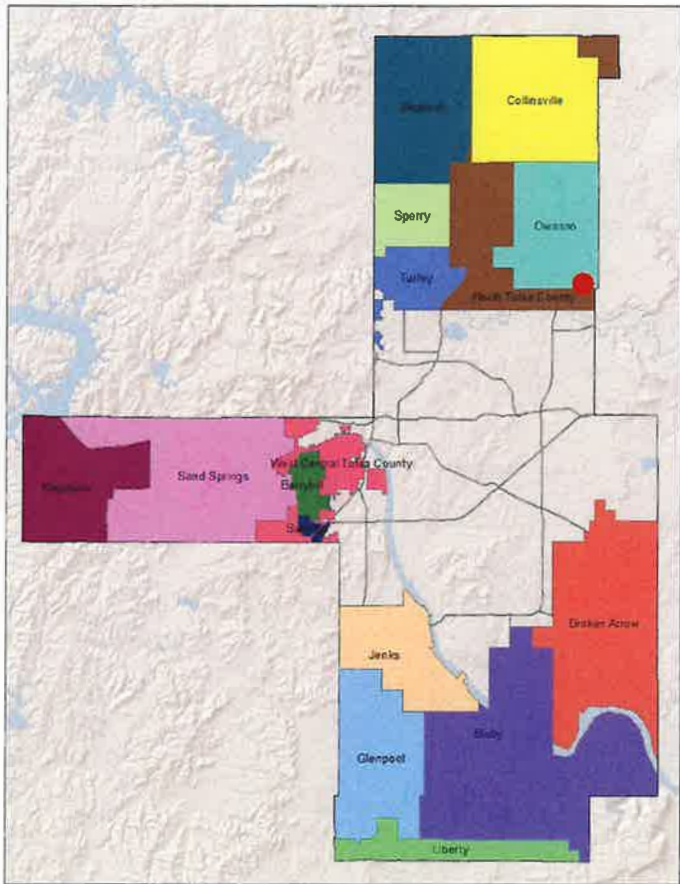 Skiatook
Collinsville
Sperry
Owasso
Turley
North Tulsa County
West Central Tulsa County
Keystone
Sand Springs
Berryhill
Jenks
Broken Arrow
Bixby
Glenpool
Liberty